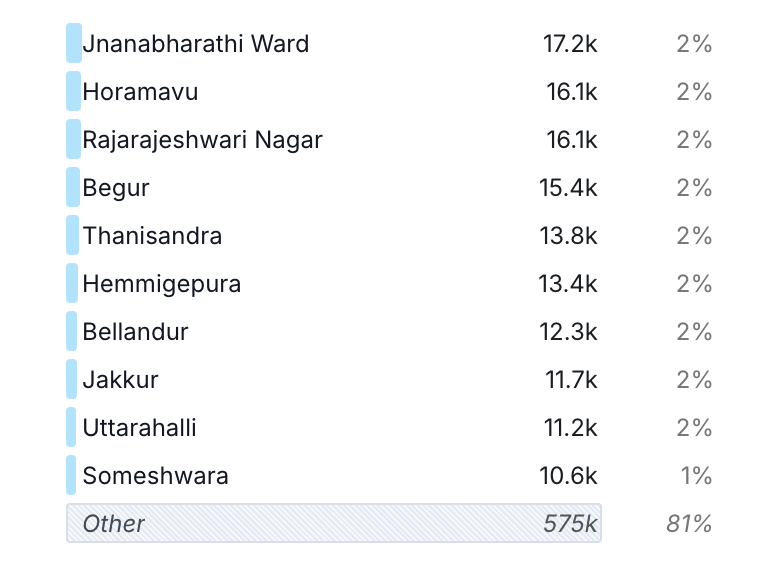 Jnanabharathi Ward 17.2k 2%
Horamavu 16.1k 2%
Rajarajeshwari Nagar 16.1k 2%
Begur 15.4k 2%
Thanisandra 13.8k 2%
Hemmigepura 13.4k 2%
Bellandur 12.3k 2%
Jakkur 11.7k 2%
Uttarahalli 11.2k 2%
Someshwara 10.6k 1%
Other 575k 81%